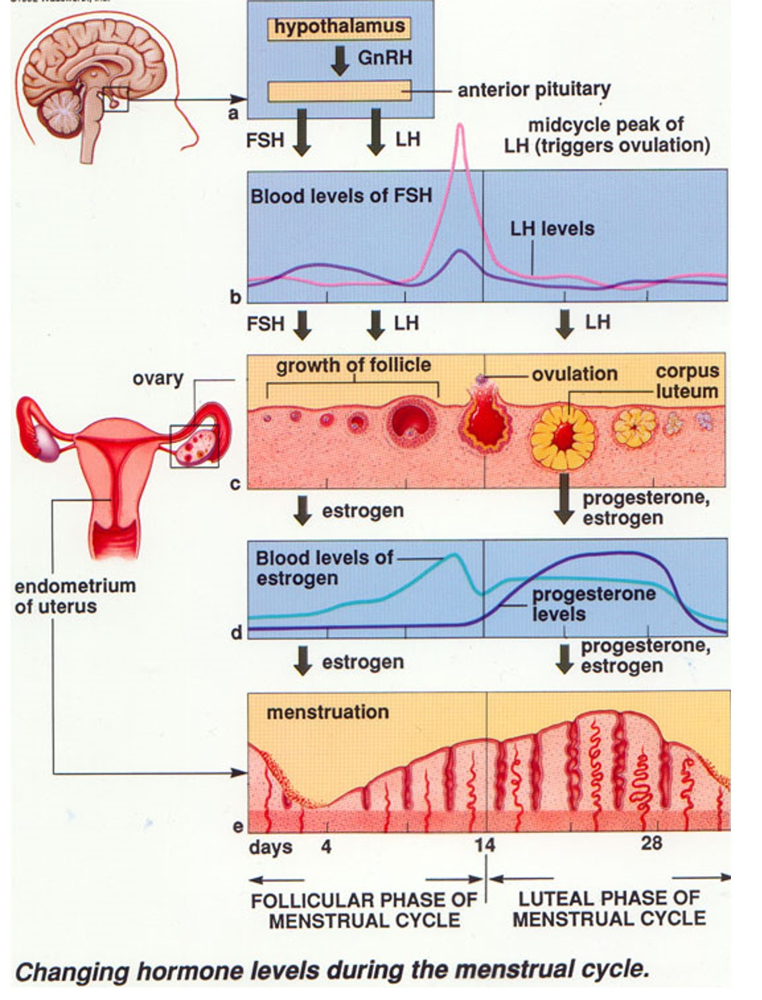 hypothalamus
GnRH
anterior pituitary
a
FSH
LH
midcycle peak of
LH (triggers ovulation)
Blood levels of FSH
LH levels
b
FSH
LH
LH
growth of follicle
ovulation
corpus
luteum
ovary
c
estrogen
progesterone,
estrogen
Blood levels of
estrogen
progesterone
levels
endometrium
of uterus
d
estrogen
progesterone,
estrogen
menstruation
e
days 4 14 28
FOLLICULAR PHASE OF
MENSTRUAL CYCLE
LUTEAL PHASE OF
MENSTRUAL CYCLE
Changing hormone levels during the menstrual cycle.